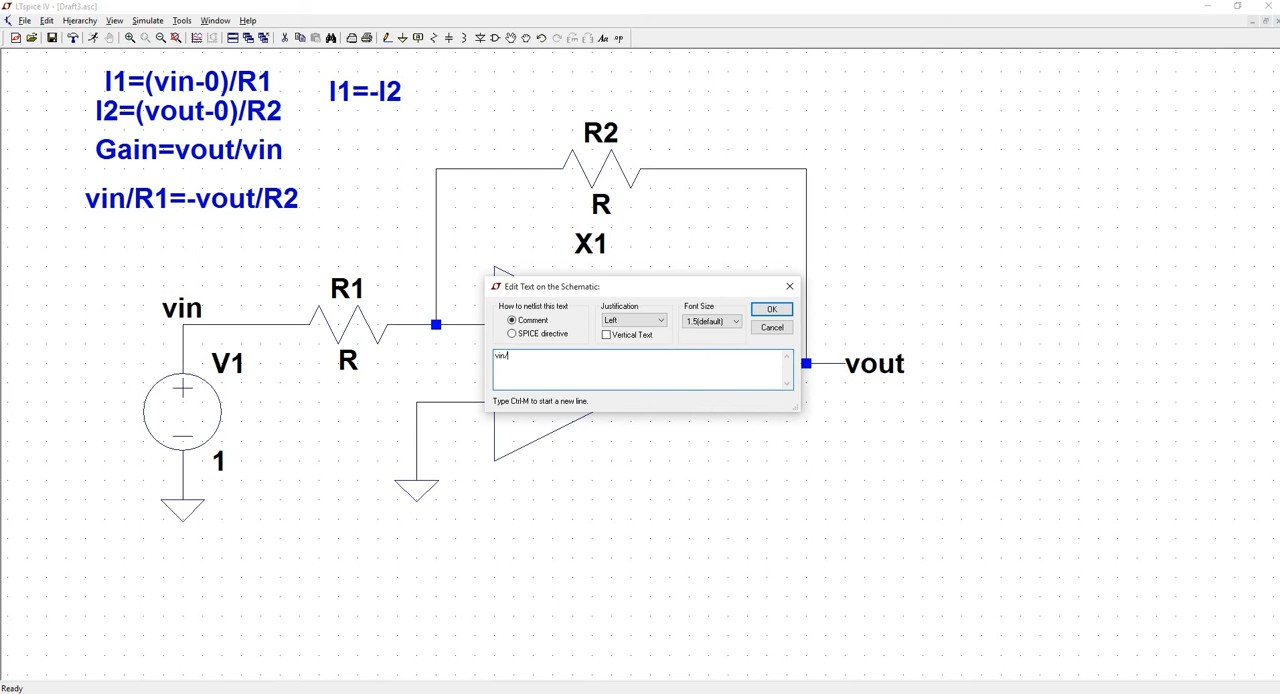 LTspice IV - [Draft3.asc]
File Edit Hierarchy View Simulate Tools Window Help
Aa .op
I1=(vin-0)/R1
I1=-I2
I2=(vout-0)/R2
Gain=vout/vin
vin/R1=-vout/R2
R2
R
X1
R1
R
vin
V1
1
vout
Edit Text on the Schematic:
How to netlist this text
Comment
SPICE directive
Justification
Left
Vertical Text
Font Size
1.5(default)
OK
Cancel
vin/
Type Ctrl-M to start a new line.
Ready